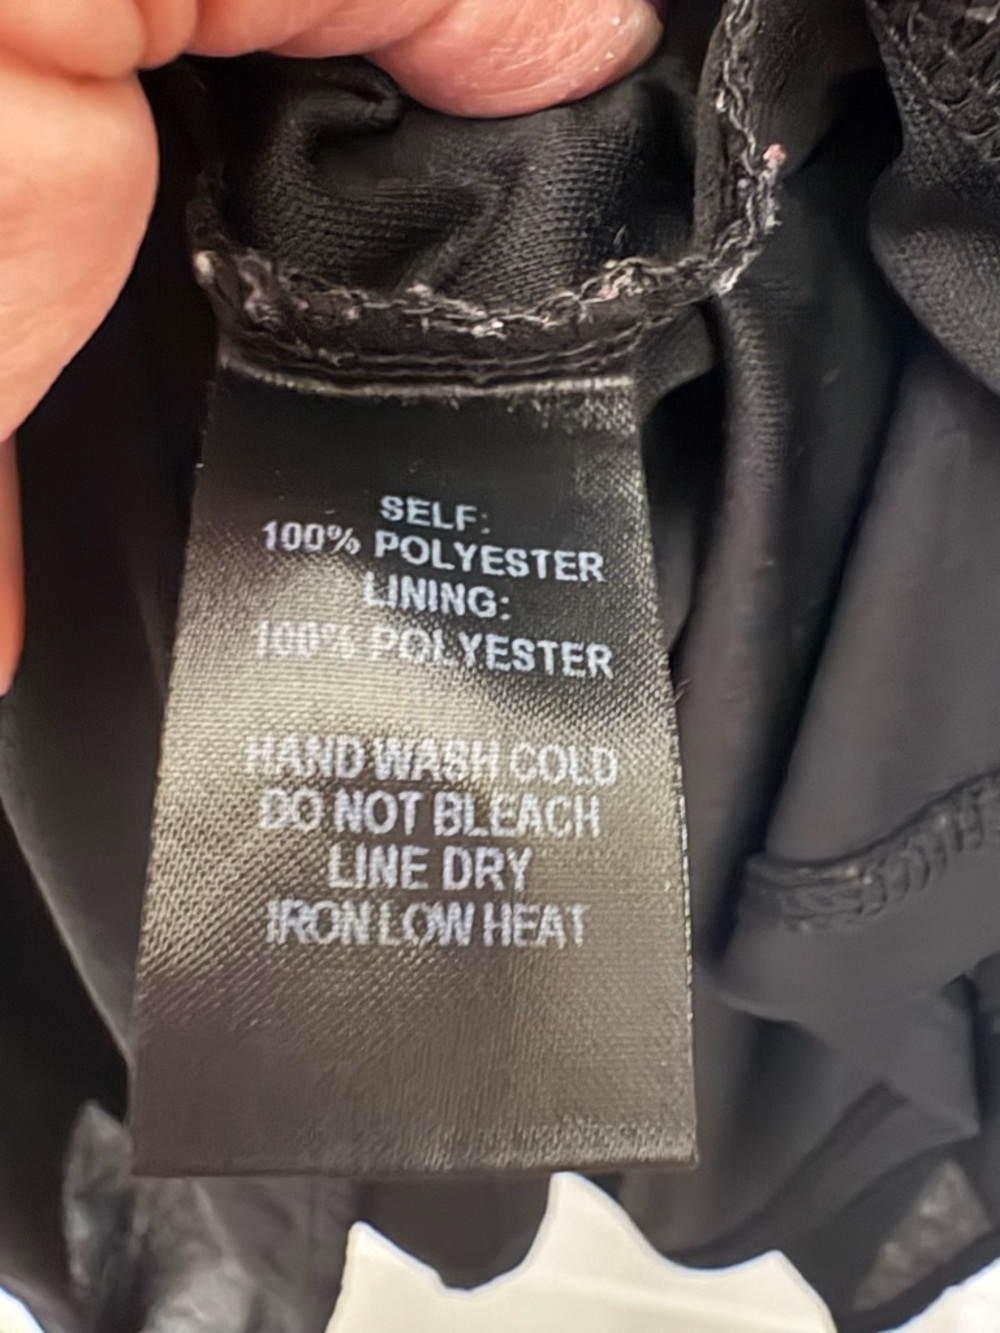 SELF:
100% POLYESTER
LINING:
100% POLYESTER
HAND WASH COLD
DO NOT BLEACH
LINE DRY
IRON LOW HEAT